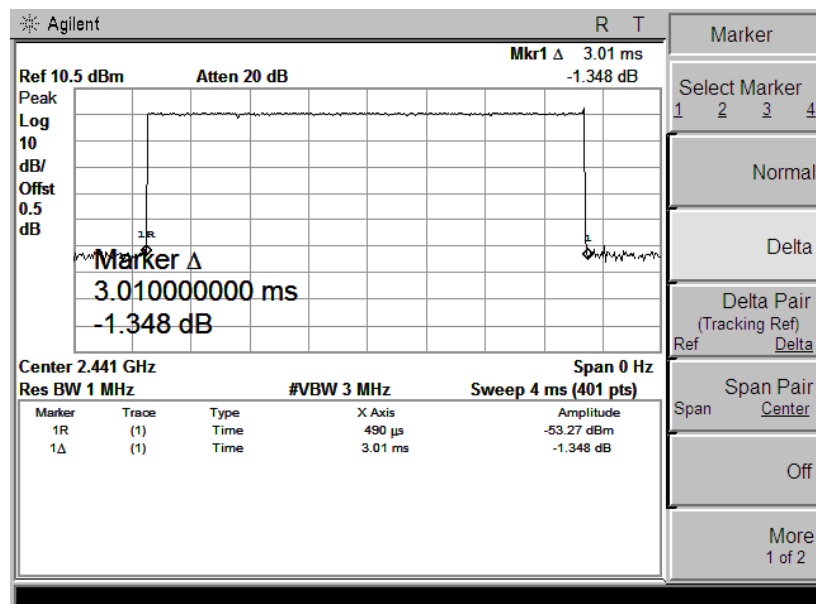 Agilent R T
Mkr1 Δ 3.01 ms
Ref 10.5 dBm Atten 20 dB -1.348 dB
Peak
Log
10
dB/
Offst
0.5
dB
1R
1
Marker Δ
3.010000000 ms
-1.348 dB
Center 2.441 GHz Span 0 Hz
Res BW 1 MHz #VBW 3 MHz Sweep 4 ms (401 pts)
Marker Trace Type X Axis Amplitude
1R (1) Time 490 µs -53.27 dBm
1Δ (1) Time 3.01 ms -1.348 dB
Marker
Select Marker
1 2 3 4
Normal
Delta
Delta Pair
(Tracking Ref)
Ref Delta
Span Pair
Span Center
Off
More
1 of 2